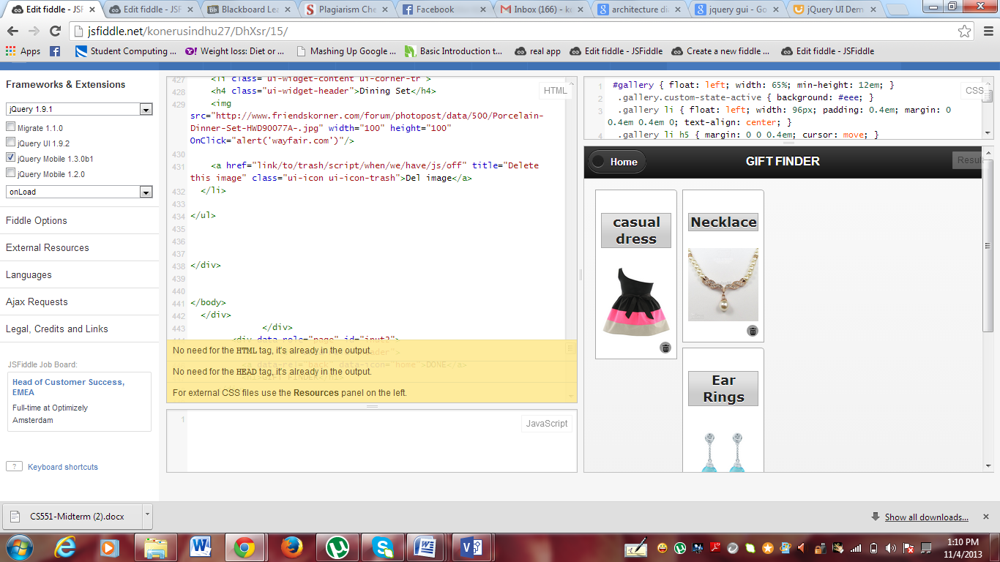 Edit fiddle - JSF
Edit fiddle - JSF
Blackboard Lea
Plagiarism Che
Facebook
Inbox (166) - k
architecture di
jquery gui - Go
jQuery UI Dem
jsfiddle.net/konerusindhu27/DhXsr/15/
Apps
Student Computing ...
Weight loss: Diet or ...
Mashing Up Google ...
Basic Introduction t...
real app
Edit fiddle - JSFiddle
Create a new fiddle ...
Edit fiddle - JSFiddle
Frameworks & Extensions
jQuery 1.9.1
Migrate 1.1.0
jQuery UI 1.9.2
jQuery Mobile 1.3.0b1
jQuery Mobile 1.2.0
onLoad
Fiddle Options
External Resources
Languages
Ajax Requests
Legal, Credits and Links
JSFiddle Job Board:
Head of Customer Success,
EMEA
Full-time at Optimizely
Amsterdam
? Keyboard shortcuts
HTML
427 <li class="ui-widget-content ui-corner-tr">
428 <h4 class="ui-widget-header">Dining Set</h4>
429 <img
src="http://www.friendskorner.com/forum/photopost/data/500/Porcelain-
Dinner-Set-HWD90077A-.jpg" width="100" height="100"
OnClick="alert('wayfair.com')"/>
430
431 <a href="link/to/trash/script/when/we/have/js/off" title="Delete
this image" class="ui-icon ui-icon-trash">Del image</a>
432 </li>
433
434 </ul>
435
436
437
438 </div>
439
440
441 </body>
442 </div>
443 </div>
<div data-role="page" id="inut2">
header">
<a data-rel="back" data-icon="home">DONE</a>
GIFT FINDER</h1>
No need for the HTML tag, it's already in the output.
No need for the HEAD tag, it's already in the output.
For external CSS files use the Resources panel on the left.
1
JavaScript
CSS
1 #gallery { float: left; width: 65%; min-height: 12em; }
2 .gallery.custom-state-active { background: #eee; }
3 .gallery li { float: left; width: 96px; padding: 0.4em; margin: 0
0.4em 0.4em 0; text-align: center; }
4 .gallery li h5 { margin: 0 0 0.4em; cursor: move; }
Home
GIFT FINDER
Result
casual
dress
Necklace
Ear
Rings
CS551-Midterm (2).docx
Show all downloads...
1:10 PM
11/4/2013